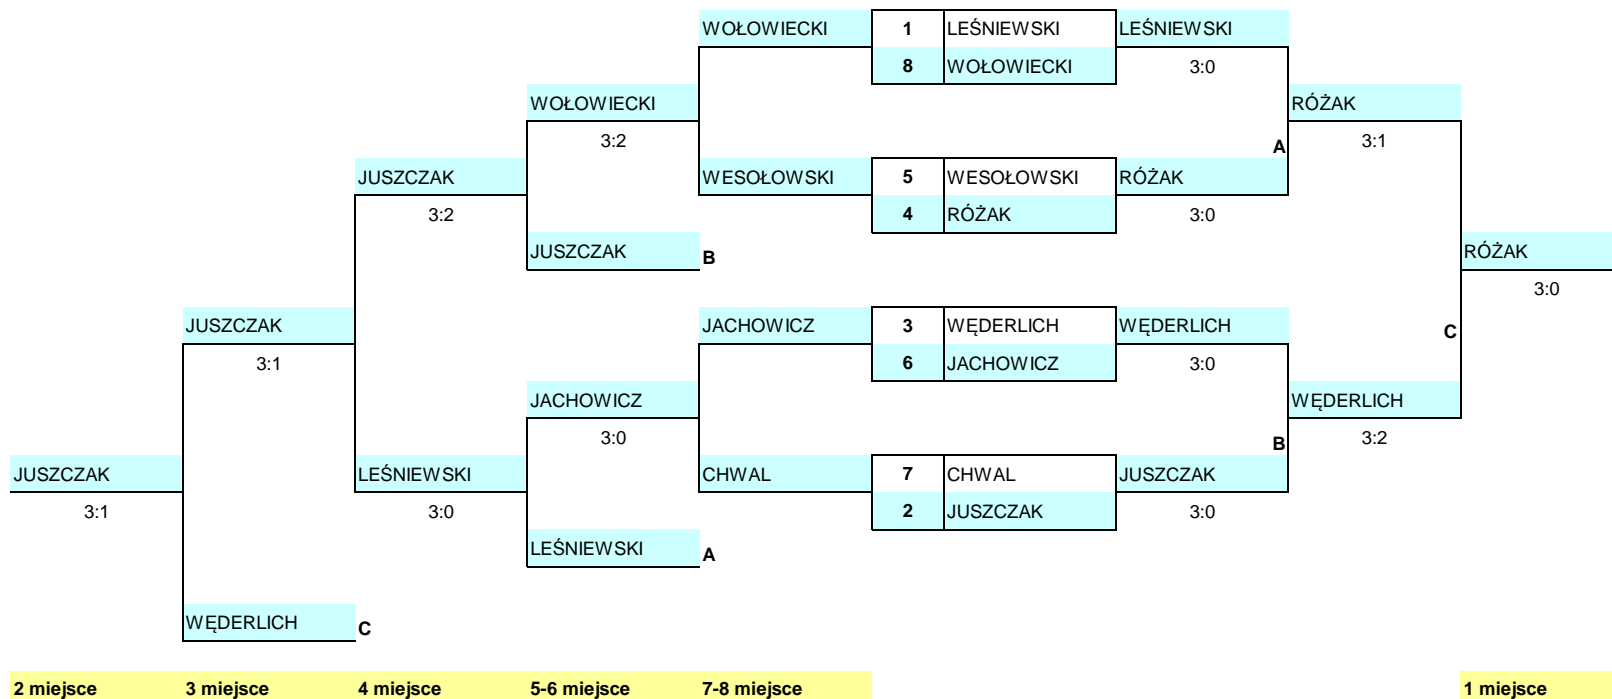 WOŁOWIECKI 1 LEŚNIEWSKI LEŚNIEWSKI
8 WOŁOWIECKI 3:0
WOŁOWIECKI RÓŻAK
3:2 A 3:1
JUSZCZAK WESOŁOWSKI 5 WESOŁOWSKI RÓŻAK
3:2 4 RÓŻAK 3:0
JUSZCZAK B RÓŻAK
3:0
JUSZCZAK JACHOWICZ 3 WĘDERLICH WĘDERLICH C
3:1 6 JACHOWICZ 3:0
JACHOWICZ WĘDERLICH
3:0 B 3:2
JUSZCZAK LEŚNIEWSKI CHWAL 7 CHWAL JUSZCZAK
3:1 3:0 2 JUSZCZAK 3:0
LEŚNIEWSKI A
WĘDERLICH C
2 miejsce 3 miejsce 4 miejsce 5-6 miejsce 7-8 miejsce 1 miejsce